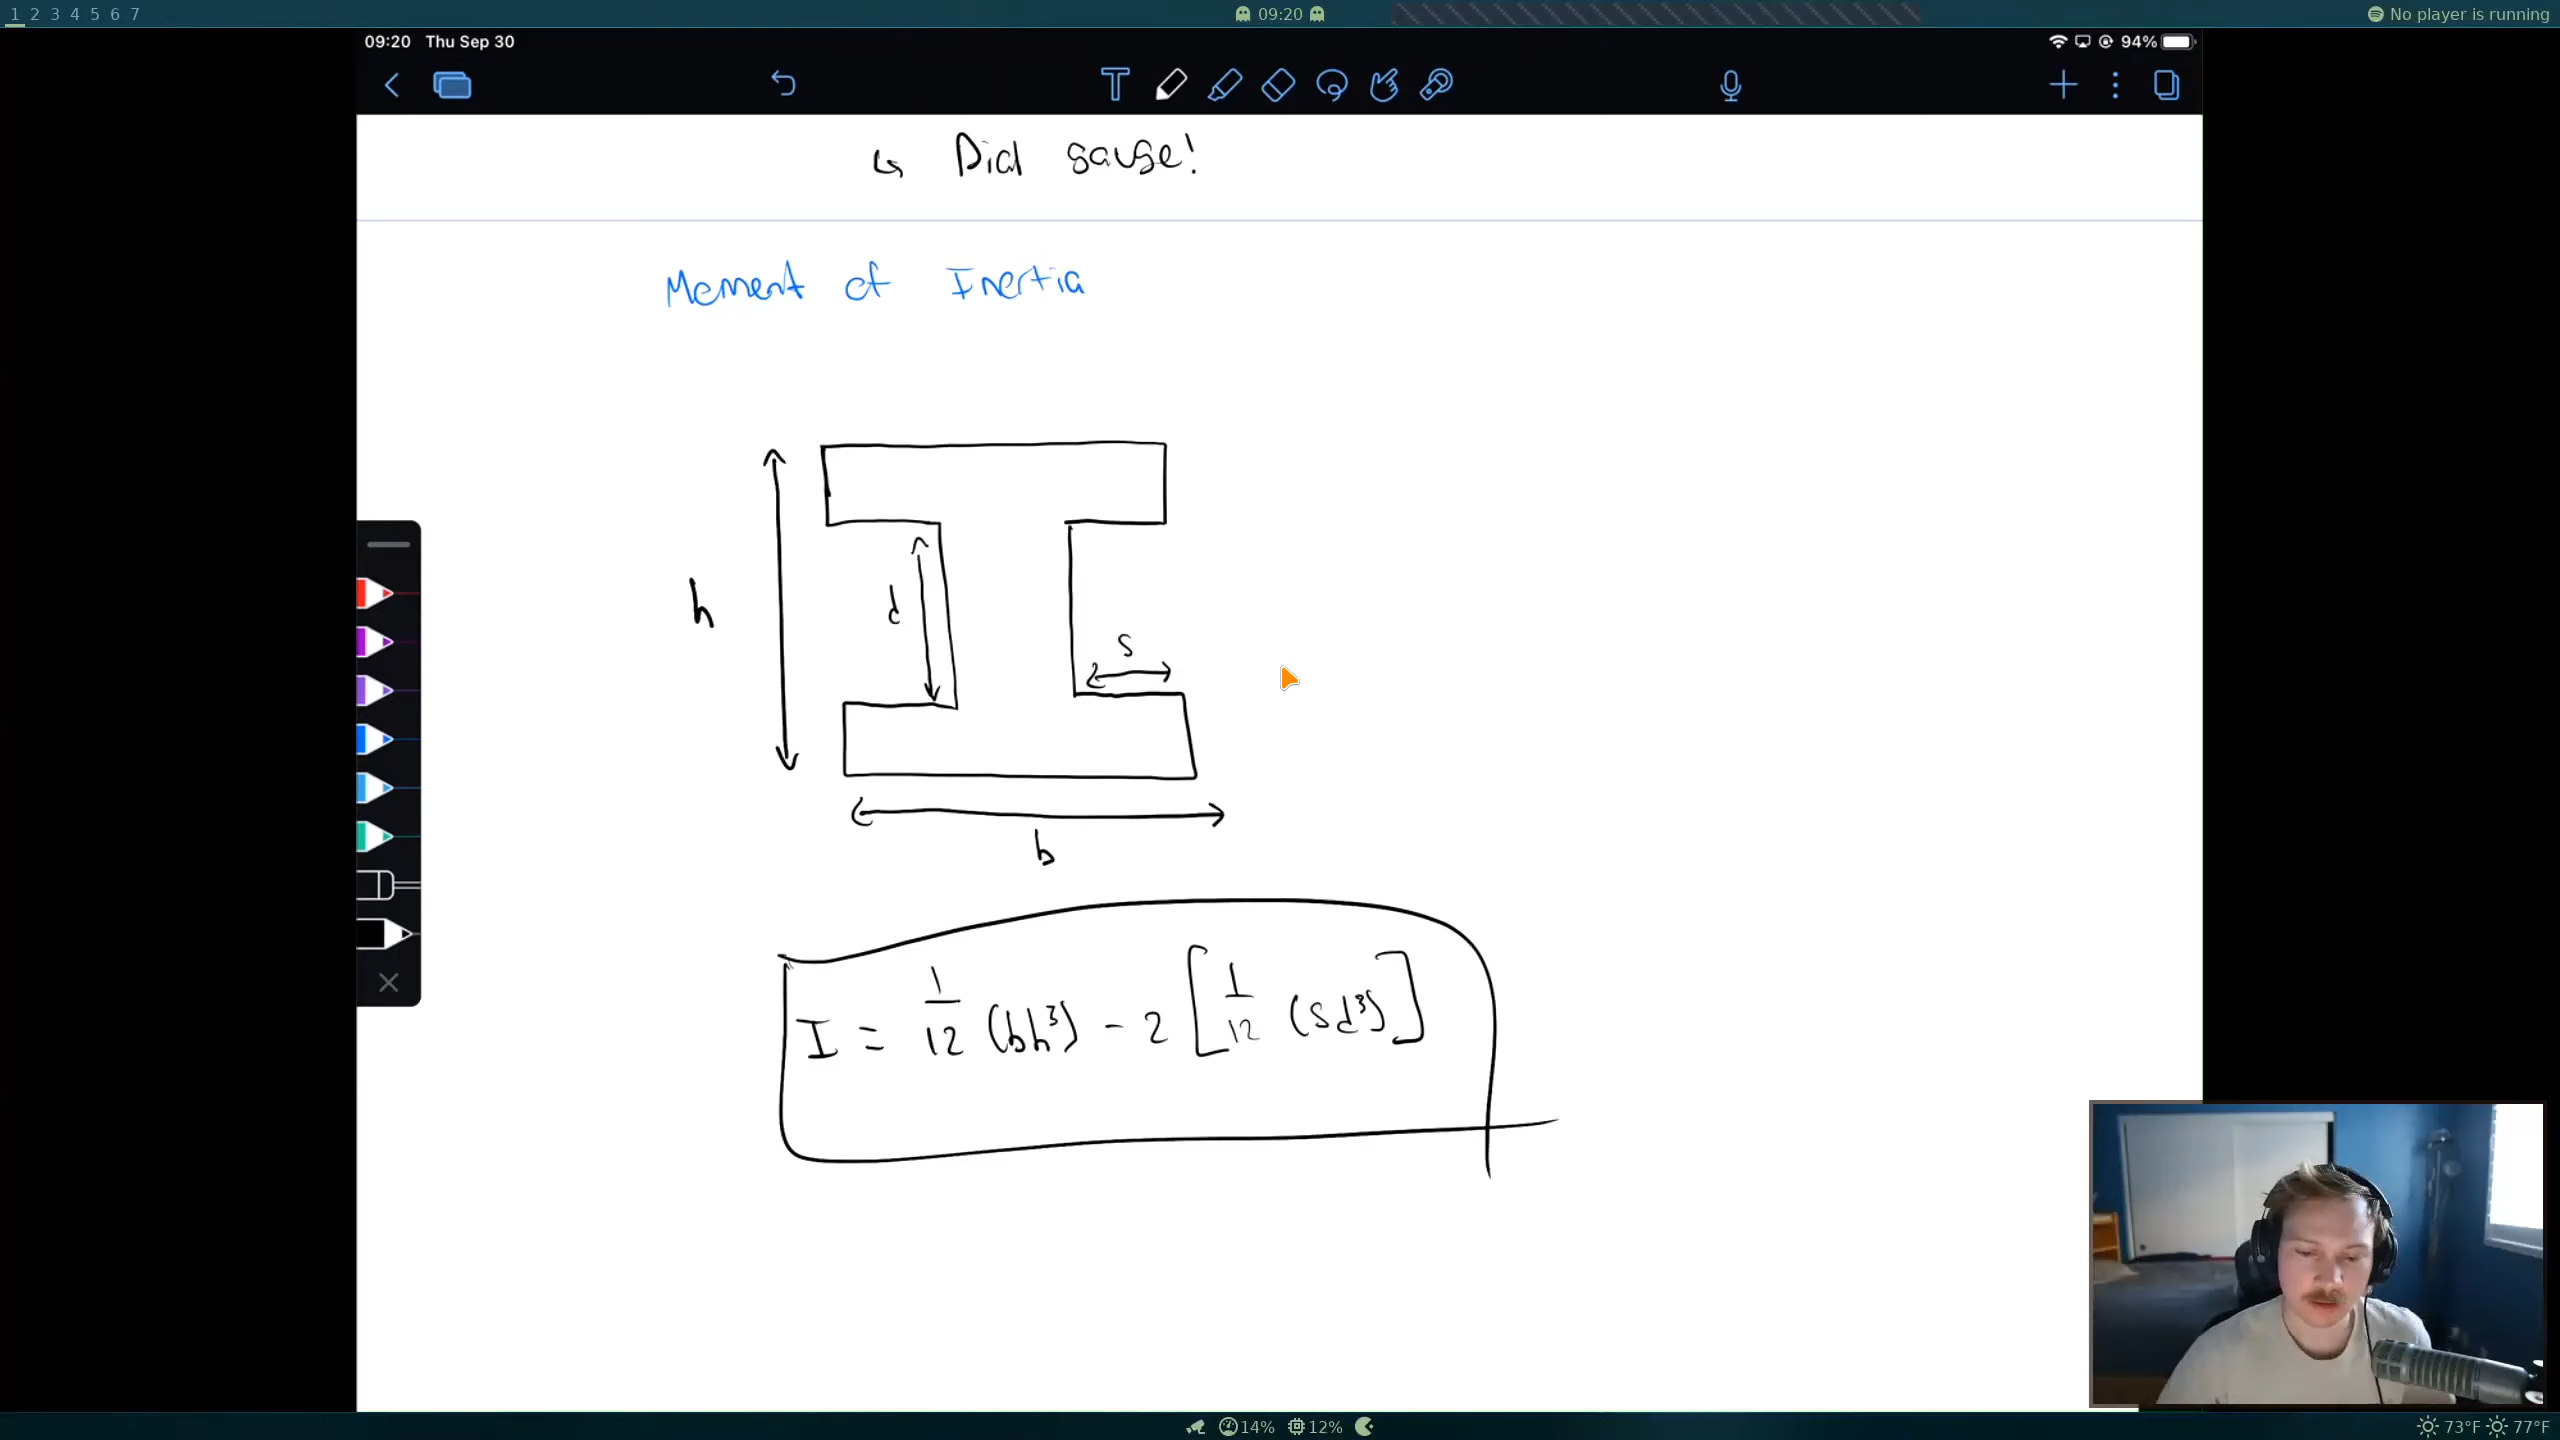 1 2 3 4 5 6 7
09:20
No player is running
09:20 Thu Sep 30
94%
T
↳ Dial gauge!
Moment of Inertia
h
d
s
b
I = 1/12 (bh³) - 2 [1/12 (sd³)]
14% 12%
73°F 77°F